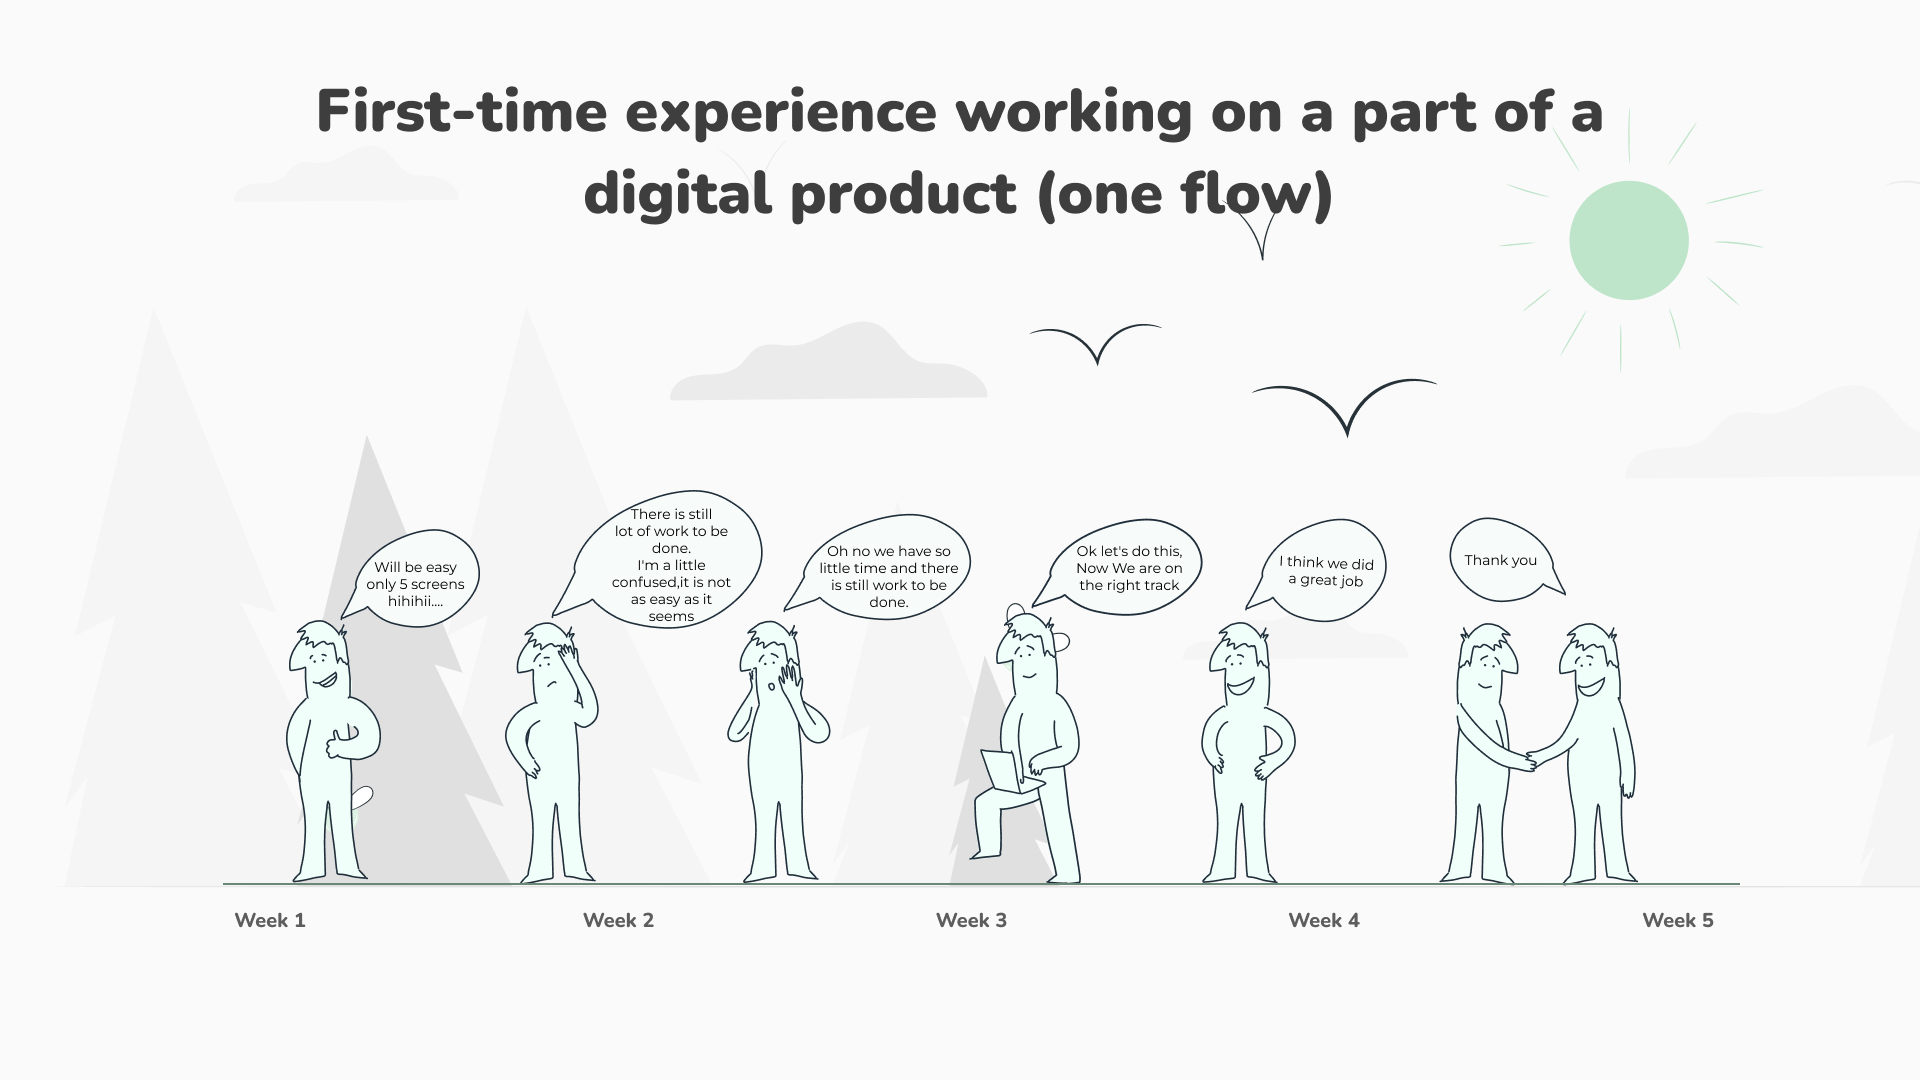 First-time experience working on a part of a
digital product (one flow)
Will be easy
only 5 screens
hihihii....
There is still
lot of work to be
done.
I'm a little
confused,it is not
as easy as it
seems
Oh no we have so
little time and there
is still work to be
done.
Ok let's do this,
Now We are on
the right track
I think we did
a great job
Thank you
Week 1
Week 2
Week 3
Week 4
Week 5